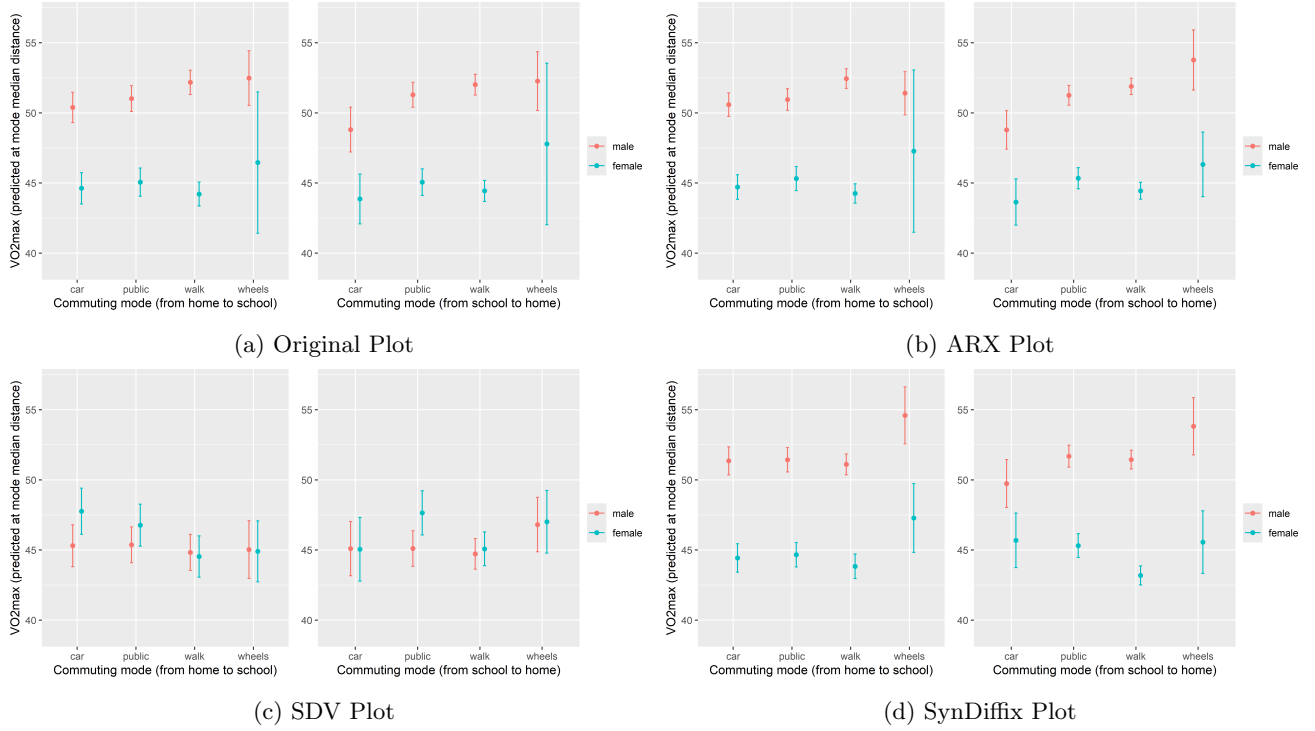 VO2max (predicted at mode median distance)
55
50
45
40
car public walk wheels
Commuting mode (from home to school)
55
50
45
40
car public walk wheels
Commuting mode (from school to home)
male
female
(a) Original Plot
VO2max (predicted at mode median distance)
55
50
45
40
car public walk wheels
Commuting mode (from home to school)
55
50
45
40
car public walk wheels
Commuting mode (from school to home)
male
female
(b) ARX Plot
VO2max (predicted at mode median distance)
55
50
45
40
car public walk wheels
Commuting mode (from home to school)
55
50
45
40
car public walk wheels
Commuting mode (from school to home)
male
female
(c) SDV Plot
VO2max (predicted at mode median distance)
55
50
45
40
car public walk wheels
Commuting mode (from home to school)
55
50
45
40
car public walk wheels
Commuting mode (from school to home)
male
female
(d) SynDiffix Plot